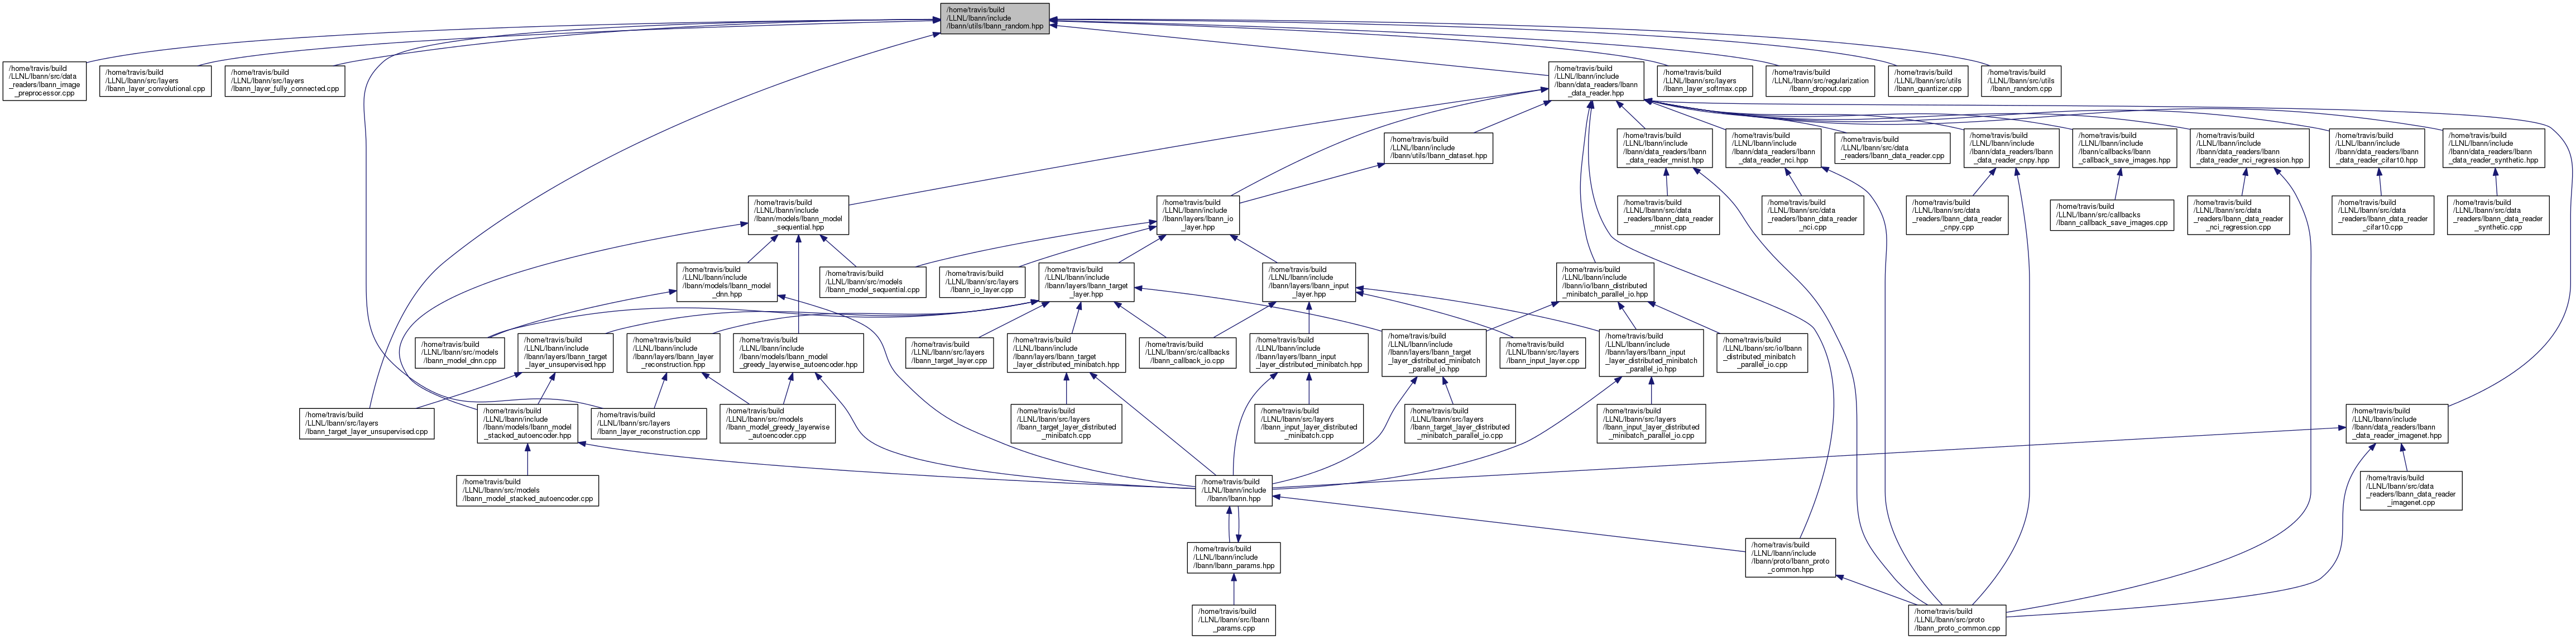 /home/travis/build
/LLNL/lbann/include
/lbann/utils/lbann_random.hpp
/home/travis/build
/LLNL/lbann/src/data
_readers/lbann_image
_preprocessor.cpp
/home/travis/build
/LLNL/lbann/src/layers
/lbann_layer_convolutional.cpp
/home/travis/build
/LLNL/lbann/src/layers
/lbann_layer_fully_connected.cpp
/home/travis/build
/LLNL/lbann/include
/lbann/data_readers/lbann
_data_reader.hpp
/home/travis/build
/LLNL/lbann/src/layers
/lbann_layer_softmax.cpp
/home/travis/build
/LLNL/lbann/src/regularization
/lbann_dropout.cpp
/home/travis/build
/LLNL/lbann/src/utils
/lbann_quantizer.cpp
/home/travis/build
/LLNL/lbann/src/utils
/lbann_random.cpp
/home/travis/build
/LLNL/lbann/include
/lbann/utils/lbann_dataset.hpp
/home/travis/build
/LLNL/lbann/include
/lbann/data_readers/lbann
_data_reader_mnist.hpp
/home/travis/build
/LLNL/lbann/include
/lbann/data_readers/lbann
_data_reader_nci.hpp
/home/travis/build
/LLNL/lbann/src/data
_readers/lbann_data_reader.cpp
/home/travis/build
/LLNL/lbann/include
/lbann/data_readers/lbann
_data_reader_cnpy.hpp
/home/travis/build
/LLNL/lbann/include
/lbann/callbacks/lbann
_callback_save_images.hpp
/home/travis/build
/LLNL/lbann/include
/lbann/data_readers/lbann
_data_reader_nci_regression.hpp
/home/travis/build
/LLNL/lbann/include
/lbann/data_readers/lbann
_data_reader_cifar10.hpp
/home/travis/build
/LLNL/lbann/include
/lbann/data_readers/lbann
_data_reader_synthetic.hpp
/home/travis/build
/LLNL/lbann/include
/lbann/models/lbann_model
_sequential.hpp
/home/travis/build
/LLNL/lbann/include
/lbann/layers/lbann_io
_layer.hpp
/home/travis/build
/LLNL/lbann/src/data
_readers/lbann_data_reader
_mnist.cpp
/home/travis/build
/LLNL/lbann/src/data
_readers/lbann_data_reader
_nci.cpp
/home/travis/build
/LLNL/lbann/src/data
_readers/lbann_data_reader
_cnpy.cpp
/home/travis/build
/LLNL/lbann/src/callbacks
/lbann_callback_save_images.cpp
/home/travis/build
/LLNL/lbann/src/data
_readers/lbann_data_reader
_nci_regression.cpp
/home/travis/build
/LLNL/lbann/src/data
_readers/lbann_data_reader
_cifar10.cpp
/home/travis/build
/LLNL/lbann/src/data
_readers/lbann_data_reader
_synthetic.cpp
/home/travis/build
/LLNL/lbann/include
/lbann/models/lbann_model
_dnn.hpp
/home/travis/build
/LLNL/lbann/src/models
/lbann_model_sequential.cpp
/home/travis/build
/LLNL/lbann/src/layers
/lbann_io_layer.cpp
/home/travis/build
/LLNL/lbann/include
/lbann/layers/lbann_target
_layer.hpp
/home/travis/build
/LLNL/lbann/include
/lbann/layers/lbann_input
_layer.hpp
/home/travis/build
/LLNL/lbann/include
/lbann/io/lbann_distributed
_minibatch_parallel_io.hpp
/home/travis/build
/LLNL/lbann/src/models
/lbann_model_dnn.cpp
/home/travis/build
/LLNL/lbann/include
/lbann/layers/lbann_target
_layer_unsupervised.hpp
/home/travis/build
/LLNL/lbann/include
/lbann/layers/lbann_layer
_reconstruction.hpp
/home/travis/build
/LLNL/lbann/include
/lbann/models/lbann_model
_greedy_layerwise_autoencoder.hpp
/home/travis/build
/LLNL/lbann/src/layers
/lbann_target_layer.cpp
/home/travis/build
/LLNL/lbann/include
/lbann/layers/lbann_target
_layer_distributed_minibatch.hpp
/home/travis/build
/LLNL/lbann/src/callbacks
/lbann_callback_io.cpp
/home/travis/build
/LLNL/lbann/include
/lbann/layers/lbann_input
_layer_distributed_minibatch.hpp
/home/travis/build
/LLNL/lbann/include
/lbann/layers/lbann_target
_layer_distributed_minibatch
_parallel_io.hpp
/home/travis/build
/LLNL/lbann/src/layers
/lbann_input_layer.cpp
/home/travis/build
/LLNL/lbann/include
/lbann/layers/lbann_input
_layer_distributed_minibatch
_parallel_io.hpp
/home/travis/build
/LLNL/lbann/src/io/lbann
_distributed_minibatch
_parallel_io.cpp
/home/travis/build
/LLNL/lbann/src/layers
/lbann_target_layer_unsupervised.cpp
/home/travis/build
/LLNL/lbann/include
/lbann/models/lbann_model
_stacked_autoencoder.hpp
/home/travis/build
/LLNL/lbann/src/layers
/lbann_layer_reconstruction.cpp
/home/travis/build
/LLNL/lbann/src/models
/lbann_model_greedy_layerwise
_autoencoder.cpp
/home/travis/build
/LLNL/lbann/src/layers
/lbann_target_layer_distributed
_minibatch.cpp
/home/travis/build
/LLNL/lbann/src/layers
/lbann_input_layer_distributed
_minibatch.cpp
/home/travis/build
/LLNL/lbann/src/layers
/lbann_target_layer_distributed
_minibatch_parallel_io.cpp
/home/travis/build
/LLNL/lbann/src/layers
/lbann_input_layer_distributed
_minibatch_parallel_io.cpp
/home/travis/build
/LLNL/lbann/include
/lbann/data_readers/lbann
_data_reader_imagenet.hpp
/home/travis/build
/LLNL/lbann/src/models
/lbann_model_stacked_autoencoder.cpp
/home/travis/build
/LLNL/lbann/include
/lbann/lbann.hpp
/home/travis/build
/LLNL/lbann/src/data
_readers/lbann_data_reader
_imagenet.cpp
/home/travis/build
/LLNL/lbann/include
/lbann/lbann_params.hpp
/home/travis/build
/LLNL/lbann/include
/lbann/proto/lbann_proto
_common.hpp
/home/travis/build
/LLNL/lbann/src/lbann
_params.cpp
/home/travis/build
/LLNL/lbann/src/proto
/lbann_proto_common.cpp